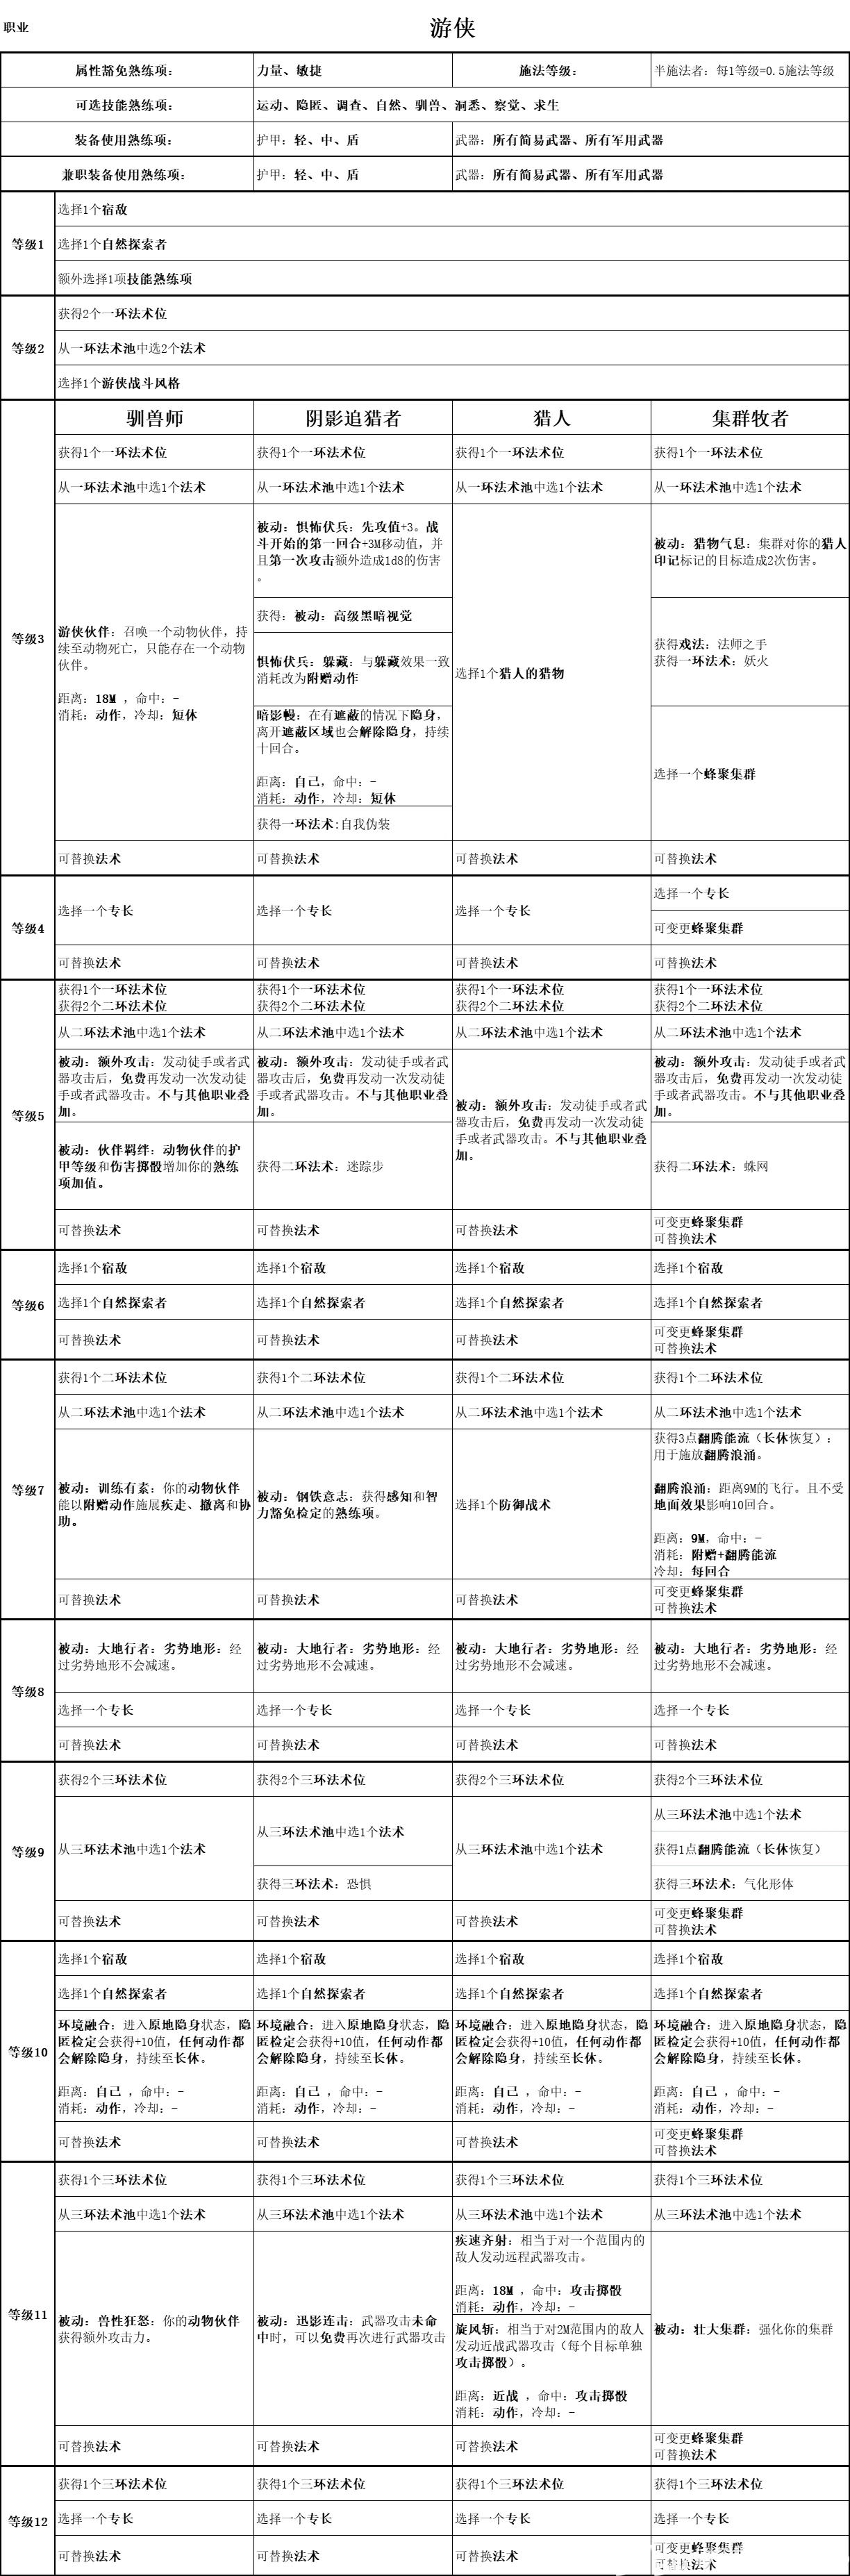 职业
游侠
属性豁免熟练项:
力量、敏捷
施法等级:
半施法者: 每1等级=0.5施法等级
可选技能熟练项:
运动、隐匿、调查、自然、驯兽、洞悉、察觉、求生
装备使用熟练项:
护甲: 轻、中、盾
武器: 所有简易武器、所有军用武器
兼职装备使用熟练项:
护甲: 轻、中、盾
武器: 所有简易武器、所有军用武器
等级1
选择1个宿敌
选择1个自然探索者
额外选择1项技能熟练项
等级2
获得2个一环法术位
从一环法术池中选2个法术
选择1个游侠战斗风格
等级3
驯兽师
获得1个一环法术位
从一环法术池中选1个法术
游侠伙伴: 召唤一个动物伙伴, 持
续至动物死亡, 只能存在一个动物
伙伴。
距离: 18M , 命中: -
消耗: 动作, 冷却: 短休
可替换法术
阴影追猎者
获得1个一环法术位
从一环法术池中选1个法术
被动: 惧怖伏兵: 先攻值+3。战
斗开始的第一回合+3M移动值, 并
且第一次攻击额外造成1d8的伤害
。
获得: 被动: 高级黑暗视觉
惧怖伏兵: 躲藏: 与躲藏效果一致
消耗改为附赠动作
暗影幔: 在有遮蔽的情况下隐身,
离开遮蔽区域也会解除隐身, 持续
十回合。
距离: 自己, 命中: -
消耗: 动作, 冷却: 短休
获得一环法术:自我伪装
可替换法术
猎人
获得1个一环法术位
从一环法术池中选1个法术
选择1个猎人的猎物
可替换法术
集群牧者
获得1个一环法术位
从一环法术池中选1个法术
被动: 猎物气息: 集群对你的猎人
印记标记的目标造成2次伤害。
获得戏法: 法师之手
获得一环法术: 妖火
选择一个蜂聚集群
可替换法术
等级4
选择一个专长
可替换法术
选择一个专长
可替换法术
选择一个专长
可替换法术
选择一个专长
可变更蜂聚集群
可替换法术
等级5
获得1个一环法术位
获得2个二环法术位
从二环法术池中选1个法术
被动: 额外攻击: 发动徒手或者武
器攻击后, 免费再发动一次发动徒
手或者武器攻击。不与其他职业叠
加。
被动: 伙伴羁绊: 动物伙伴的护
甲等级和伤害掷骰增加你的熟练
项加值。
可替换法术
获得1个一环法术位
获得2个二环法术位
从二环法术池中选1个法术
被动: 额外攻击: 发动徒手或者武
器攻击后, 免费再发动一次发动徒
手或者武器攻击。不与其他职业叠
加。
获得二环法术: 迷踪步
可替换法术
获得1个一环法术位
获得2个二环法术位
从二环法术池中选1个法术
被动: 额外攻击: 发动徒手或者武
器攻击后, 免费再发动一次发动徒
手或者武器攻击。不与其他职业叠
加。
可替换法术
获得1个一环法术位
获得2个二环法术位
从二环法术池中选1个法术
被动: 额外攻击: 发动徒手或者武
器攻击后, 免费再发动一次发动徒
手或者武器攻击。不与其他职业叠
加。
获得二环法术: 蛛网
可变更蜂聚集群
可替换法术
等级6
选择1个宿敌
选择1个自然探索者
可替换法术
选择1个宿敌
选择1个自然探索者
可替换法术
选择1个宿敌
选择1个自然探索者
可替换法术
选择1个宿敌
选择1个自然探索者
可变更蜂聚集群
可替换法术
等级7
获得1个二环法术位
从二环法术池中选1个法术
被动: 训练有素: 你的动物伙伴
能以附赠动作施展疾走、撤离和协
助。
可替换法术
获得1个二环法术位
从二环法术池中选1个法术
被动: 钢铁意志: 获得感知和智
力豁免检定的熟练项。
可替换法术
获得1个二环法术位
从二环法术池中选1个法术
选择1个防御战术
可替换法术
获得1个二环法术位
从二环法术池中选1个法术
获得3点翻腾能流（长休恢复）:
用于施放翻腾浪涌。
翻腾浪涌: 距离9M的飞行。且不受
地面效果影响10回合。
距离: 9M, 命中: -
消耗: 附赠+翻腾能流
冷却: 每回合
可变更蜂聚集群
可替换法术
等级8
被动: 大地行者: 劣势地形: 经
过劣势地形不会减速。
选择一个专长
可替换法术
被动: 大地行者: 劣势地形: 经
过劣势地形不会减速。
选择一个专长
可替换法术
被动: 大地行者: 劣势地形: 经
过劣势地形不会减速。
选择一个专长
可替换法术
被动: 大地行者: 劣势地形: 经
过劣势地形不会减速。
选择一个专长
可替换法术
等级9
获得2个三环法术位
从三环法术池中选1个法术
可替换法术
获得2个三环法术位
从三环法术池中选1个法术
获得三环法术: 恐惧
可替换法术
获得2个三环法术位
从三环法术池中选1个法术
可替换法术
获得2个三环法术位
从三环法术池中选1个法术
获得1点翻腾能流（长休恢复）
获得三环法术: 气化形体
可变更蜂聚集群
可替换法术
等级10
选择1个宿敌
选择1个自然探索者
环境融合: 进入原地隐身状态, 隐
匿检定会获得+10值, 任何动作都
会解除隐身, 持续至长休。
距离: 自己 , 命中: -
消耗: 动作, 冷却: -
可替换法术
选择1个宿敌
选择1个自然探索者
环境融合: 进入原地隐身状态, 隐
匿检定会获得+10值, 任何动作都
会解除隐身, 持续至长休。
距离: 自己 , 命中: -
消耗: 动作, 冷却: -
可替换法术
选择1个宿敌
选择1个自然探索者
环境融合: 进入原地隐身状态, 隐
匿检定会获得+10值, 任何动作都
会解除隐身, 持续至长休。
距离: 自己 , 命中: -
消耗: 动作, 冷却: -
可替换法术
选择1个宿敌
选择1个自然探索者
环境融合: 进入原地隐身状态, 隐
匿检定会获得+10值, 任何动作都
会解除隐身, 持续至长休。
距离: 自己 , 命中: -
消耗: 动作, 冷却: -
可变更蜂聚集群
可替换法术
等级11
获得1个三环法术位
从三环法术池中选1个法术
被动: 兽性狂怒: 你的动物伙伴
获得额外攻击力。
可替换法术
获得1个三环法术位
从三环法术池中选1个法术
被动: 迅影连击: 武器攻击未命
中时, 可以免费再次进行武器攻击
可替换法术
获得1个三环法术位
从三环法术池中选1个法术
疾速齐射: 相当于对一个范围内的
敌人发动远程武器攻击。
距离: 18M , 命中: 攻击掷骰
消耗: 动作, 冷却: -
旋风斩: 相当于对2M范围内的敌人
发动近战武器攻击（每个目标单独
攻击掷骰）。
距离: 近战 , 命中: 攻击掷骰
消耗: 动作, 冷却: -
可替换法术
获得1个三环法术位
从三环法术池中选1个法术
被动: 壮大集群: 强化你的集群
可变更蜂聚集群
可替换法术
等级12
获得1个三环法术位
选择一个专长
可替换法术
获得1个三环法术位
选择一个专长
可替换法术
获得1个三环法术位
选择一个专长
可替换法术
获得1个三环法术位
选择一个专长
可变更蜂聚集群
可替换法术